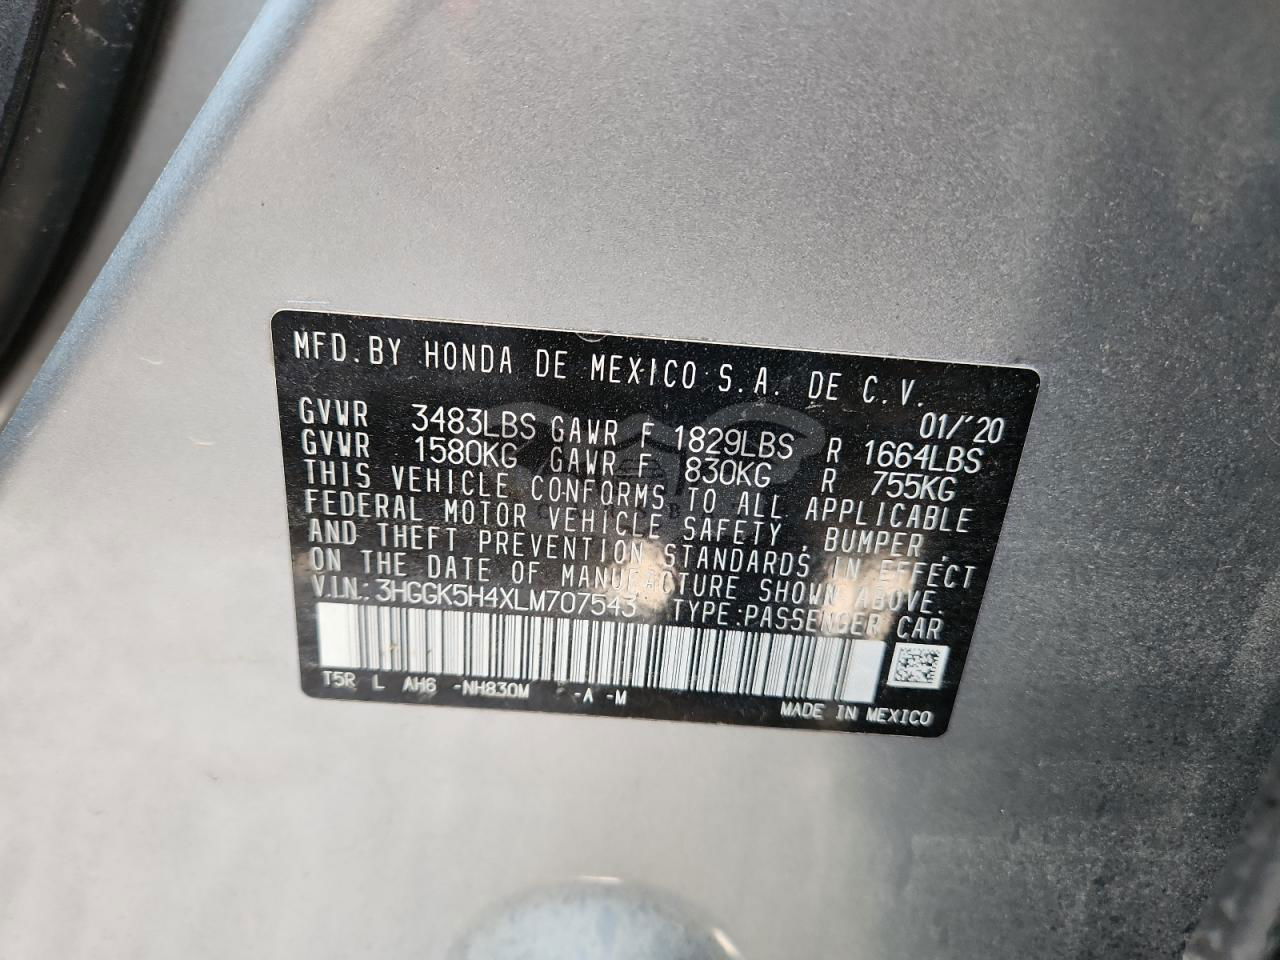 MFD. BY HONDA DE MEXICO S.A. DE C.V.
01/'20
GVWR 3483LBS GAWR F 1829LBS R 1664LBS
GVWR 1580KG GAWR F 830KG R 755KG
THIS VEHICLE CONFORMS TO ALL APPLICABLE
FEDERAL MOTOR VEHICLE SAFETY, BUMPER,
AND THEFT PREVENTION STANDARDS IN EFFECT
ON THE DATE OF MANUFACTURE SHOWN ABOVE.
V.I.N.: 3HGGK5H4XLM707543 TYPE:PASSENGER CAR
T5R L AH6 -NH830M -A -M
MADE IN MEXICO